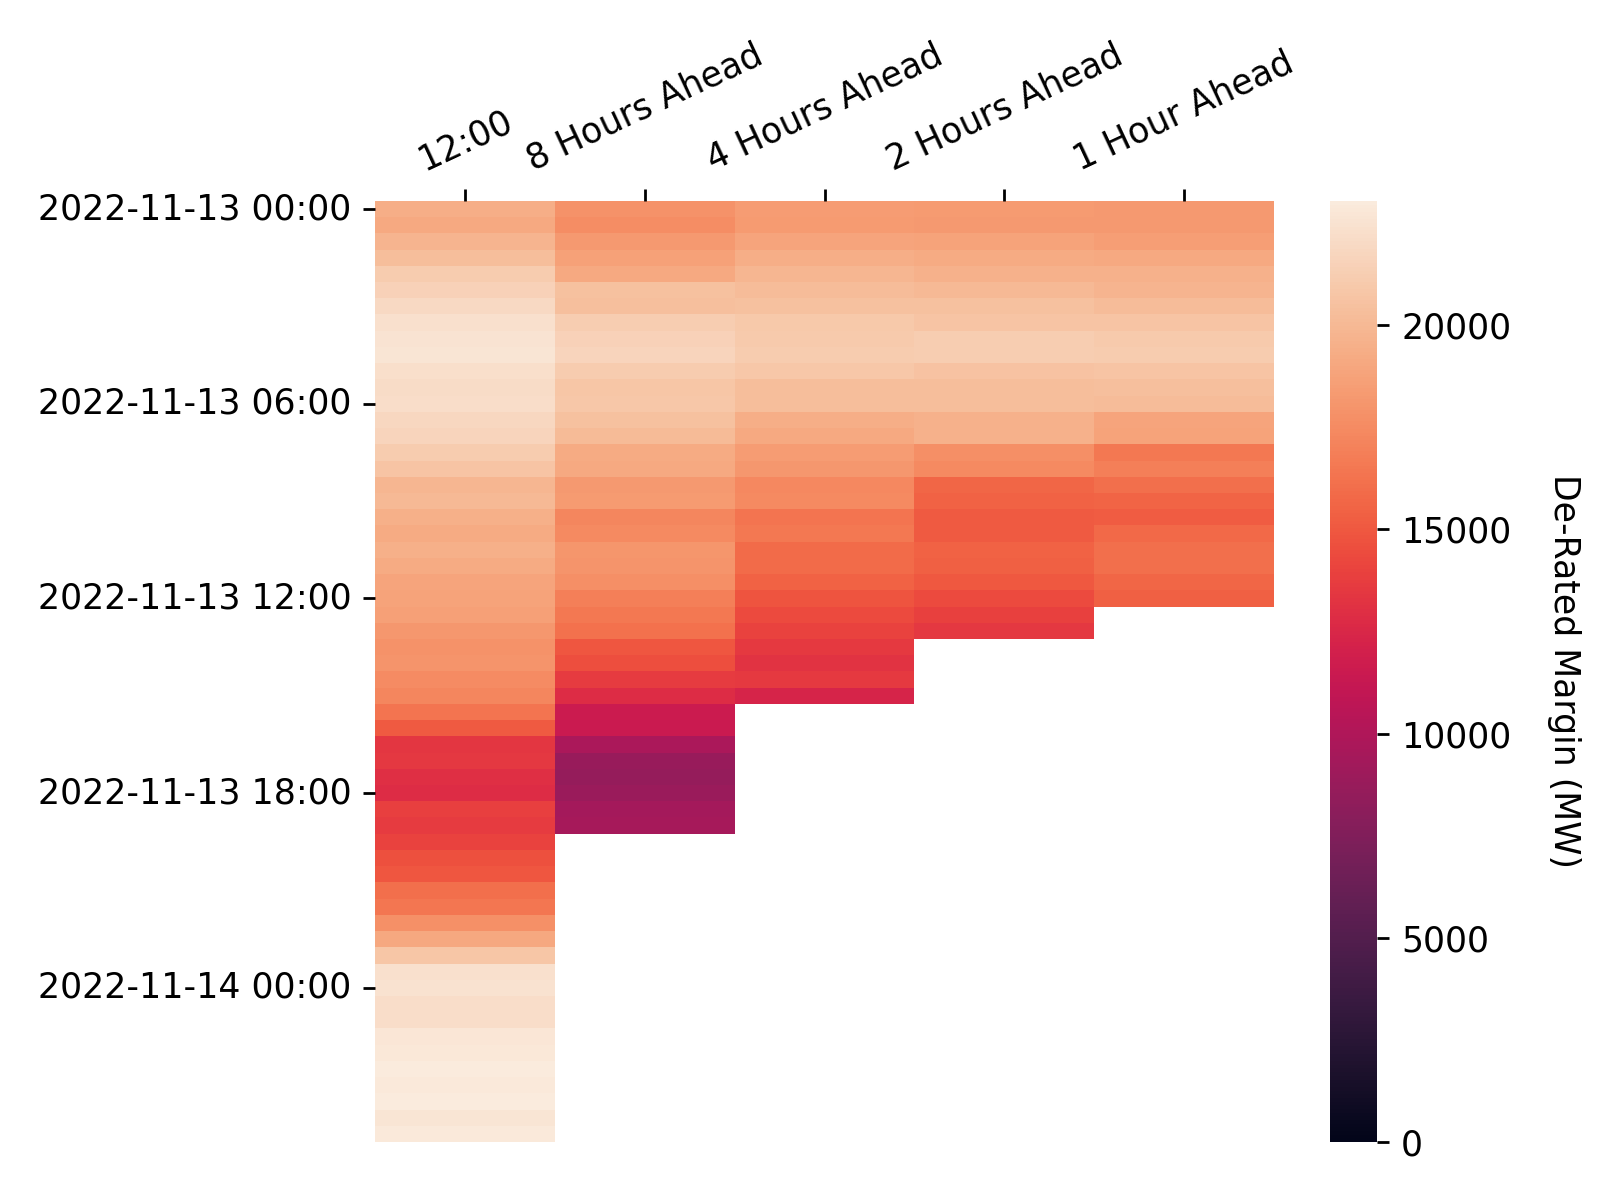 12:00
8 Hours Ahead
4 Hours Ahead
2 Hours Ahead
1 Hour Ahead
2022-11-13 00:00
2022-11-13 06:00
2022-11-13 12:00
2022-11-13 18:00
2022-11-14 00:00
20000
15000
10000
5000
0
De-Rated Margin (MW)